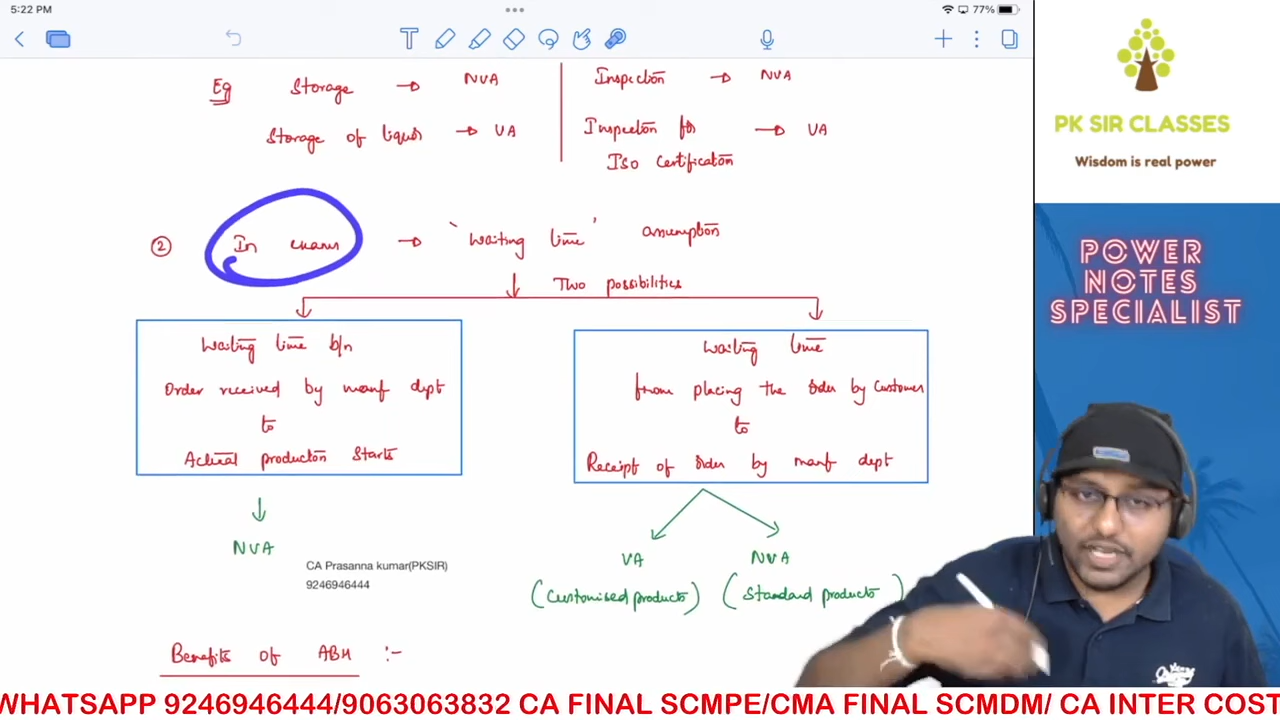 5:22 PM
77%
Eg Storage → NVA
Inspection → NVA
Storage of liquor → VA
Inspection for → VA
ISO Certification
② In exams → 'Waiting time' assumption
Two possibilities
Waiting time b/n
Order received by manf dept
to
Actual production Starts
NVA
Waiting time
from placing the order by Customer
to
Receipt of order by manf dept
VA
(Customised products)
NVA
(Standard products)
CA Prasanna kumar(PKSIR)
9246946444
Benefits of ABM :-
PK SIR CLASSES
Wisdom is real power
POWER
NOTES
SPECIALIST
WHATSAPP 9246946444/9063063832 CA FINAL SCMPE/CMA FINAL SCMDM/ CA INTER COST